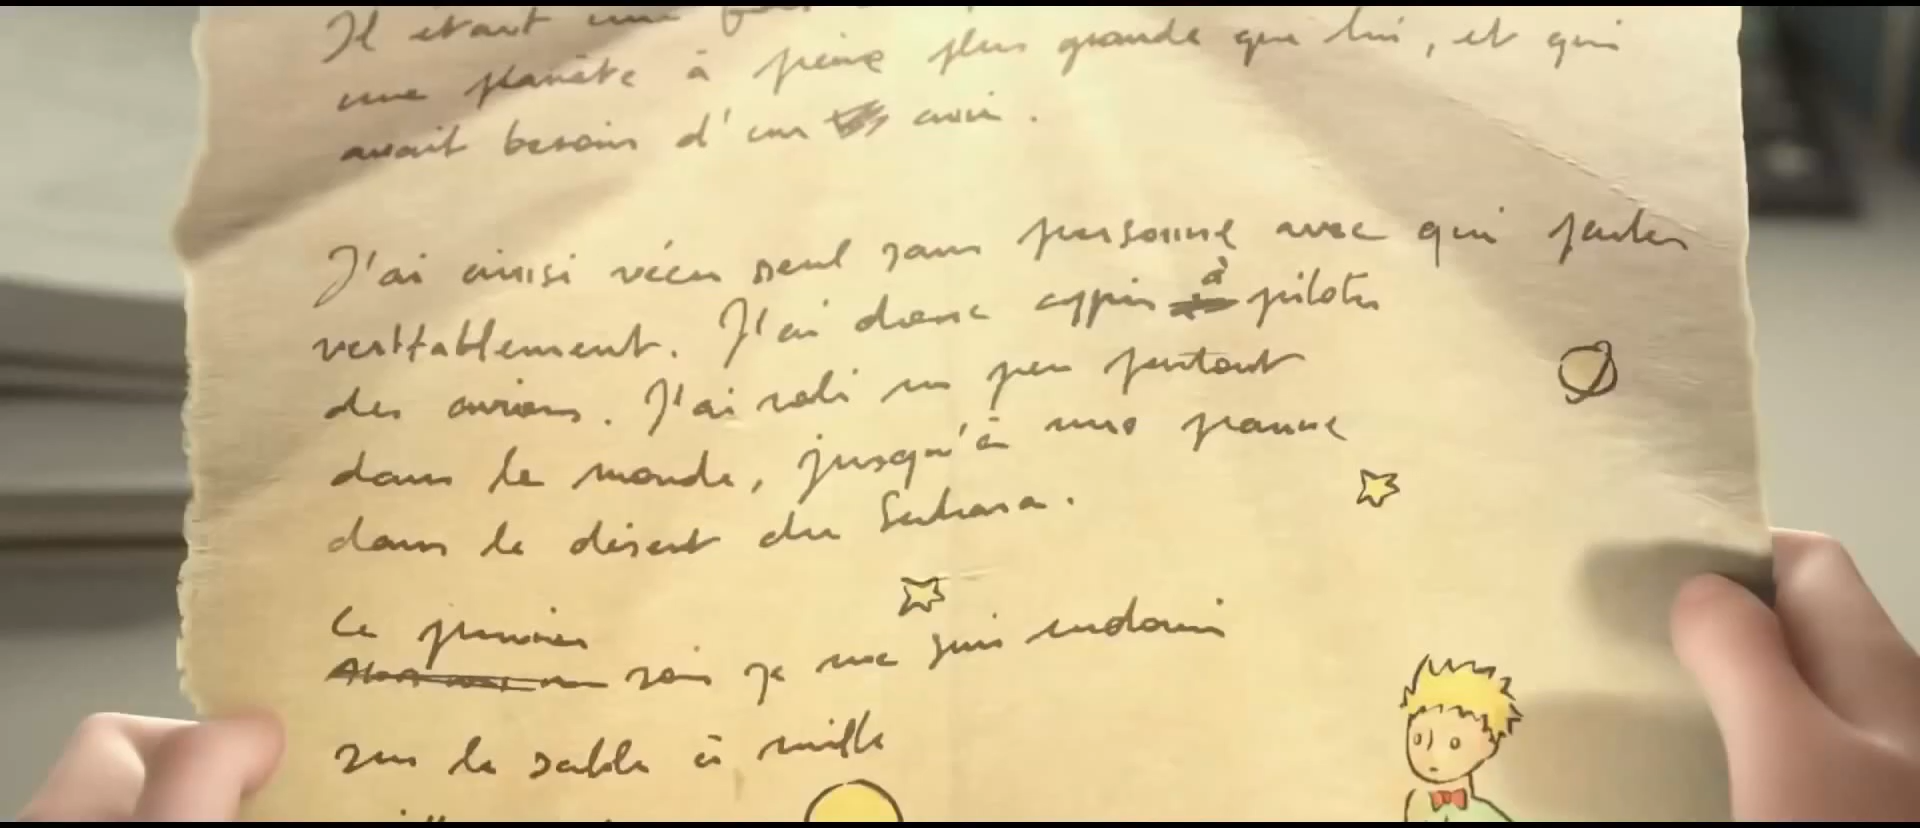 Il était une
une planète à peine plus grande que lui, et qui
avait besoin d'un ami.
J'ai ainsi vécu seul sans personne avec qui parler
veritablement. J'ai donc appris à piloter
des avions. J'ai volé un peu partout
dans le monde, jusqu'à une panne
dans le désert du Sahara.
Le premier
soir je me suis endormi
sur le sable à mille